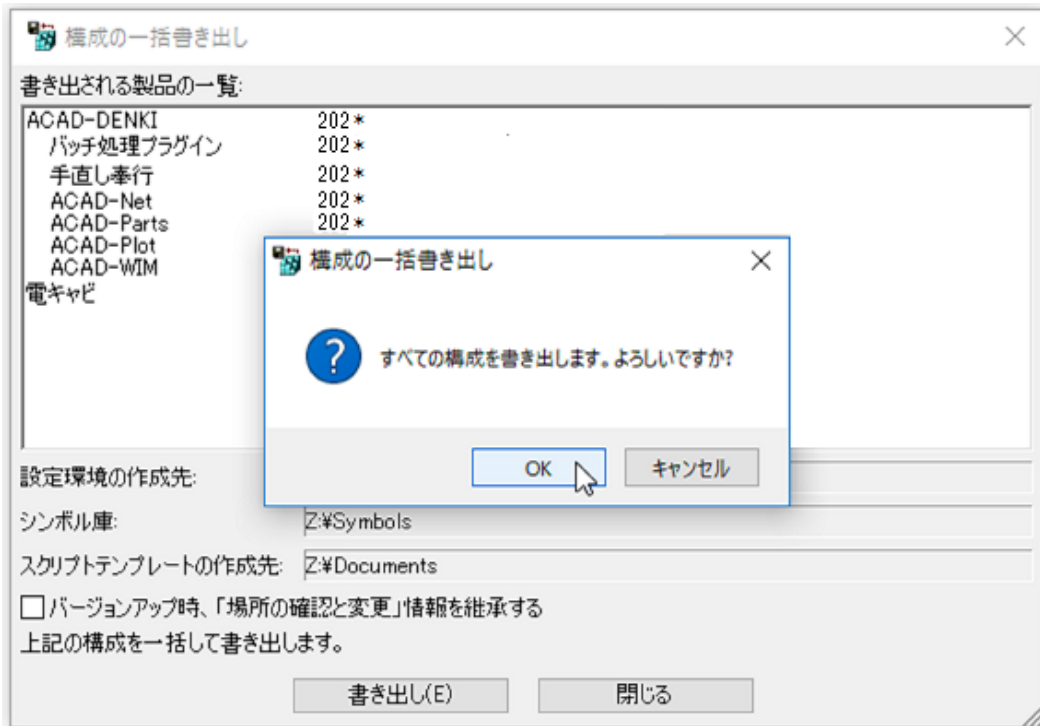 構成の一括書き出し
書き出される製品の一覧:
ACAD-DENKI 202*
バッチ処理プラグイン 202*
手直し奉行 202*
ACAD-Net 202*
ACAD-Parts 202*
ACAD-Plot
ACAD-WIM
電キャビ
構成の一括書き出し
?
すべての構成を書き出します。よろしいですか?
OK キャンセル
設定環境の作成先:
シンボル庫: Z:¥Symbols
スクリプトテンプレートの作成先: Z:¥Documents
バージョンアップ時、「場所の確認と変更」情報を継承する
上記の構成を一括して書き出します。
書き出し(E) 閉じる